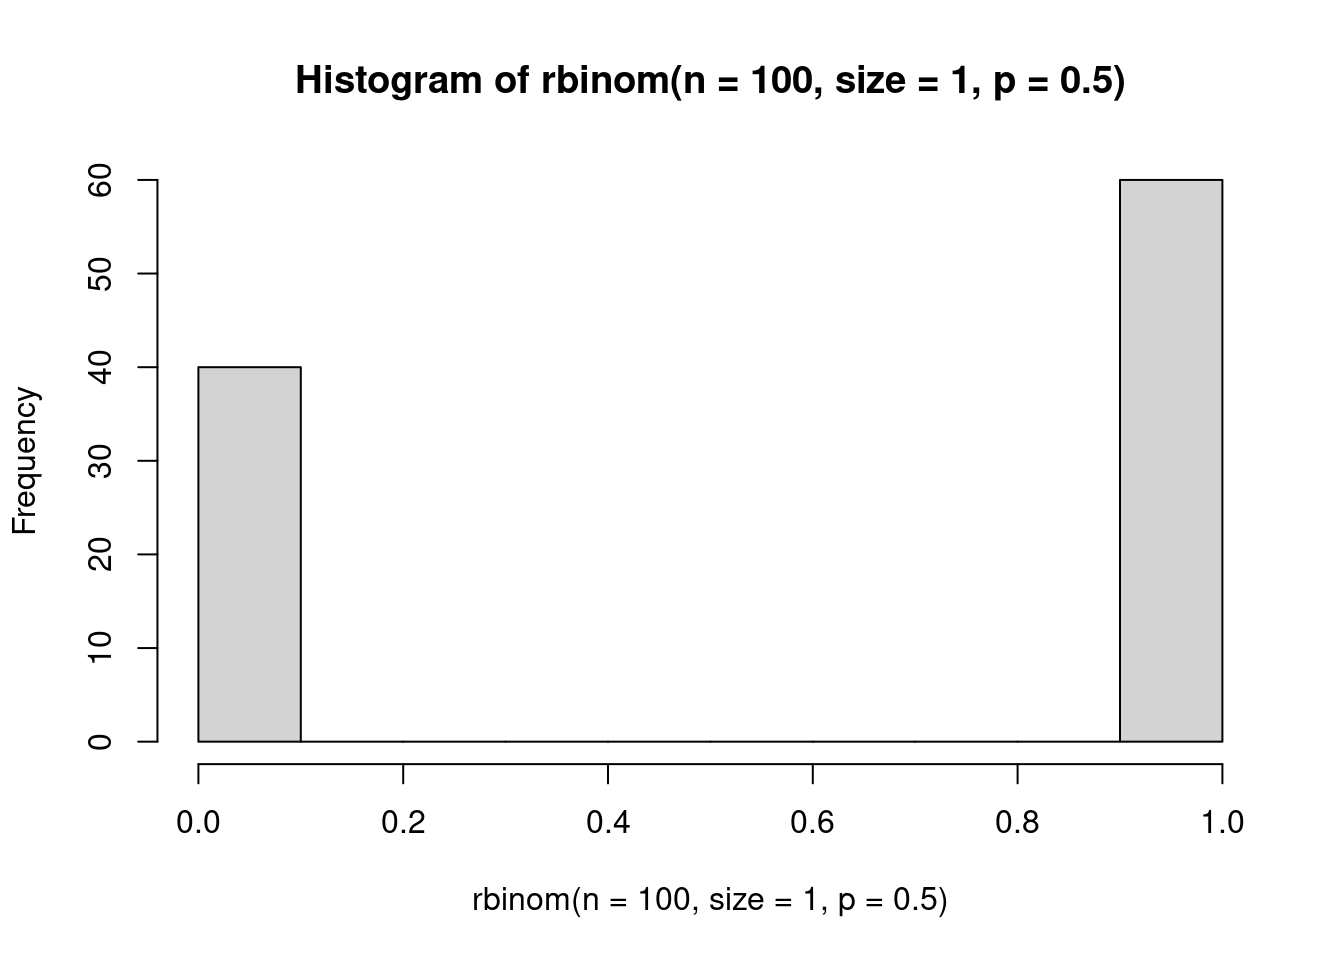 Histogram of rbinom(n = 100, size = 1, p = 0.5)
Frequency
60
50
40
30
20
10
0
0.0 0.2 0.4 0.6 0.8 1.0
rbinom(n = 100, size = 1, p = 0.5)